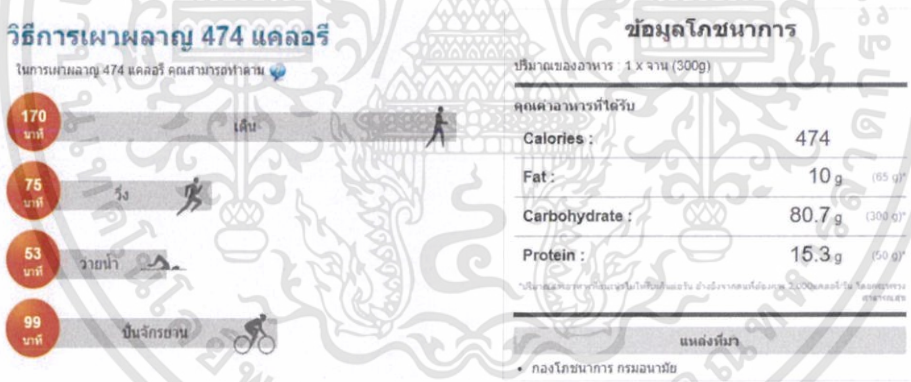 วิธีการเผาผลาญ 474 แคลอรี
ในการเผาผลาญ 474 แคลอรี คุณสามารถทำตาม
170
นาที
เดิน
75
นาที
วิ่ง
53
นาที
ว่ายน้ำ
99
นาที
ปั่นจักรยาน
ข้อมูลโภชนาการ
ปริมาณของอาหาร : 1 x จาน (300g)
คุณค่าอาหารที่ได้รับ
Calories : 474
Fat : 10 g (65 g)*
Carbohydrate : 80.7 g (300 g)*
Protein : 15.3 g (50 g)*
แหล่งที่มา
• กองโภชนาการ กรมอนามัย